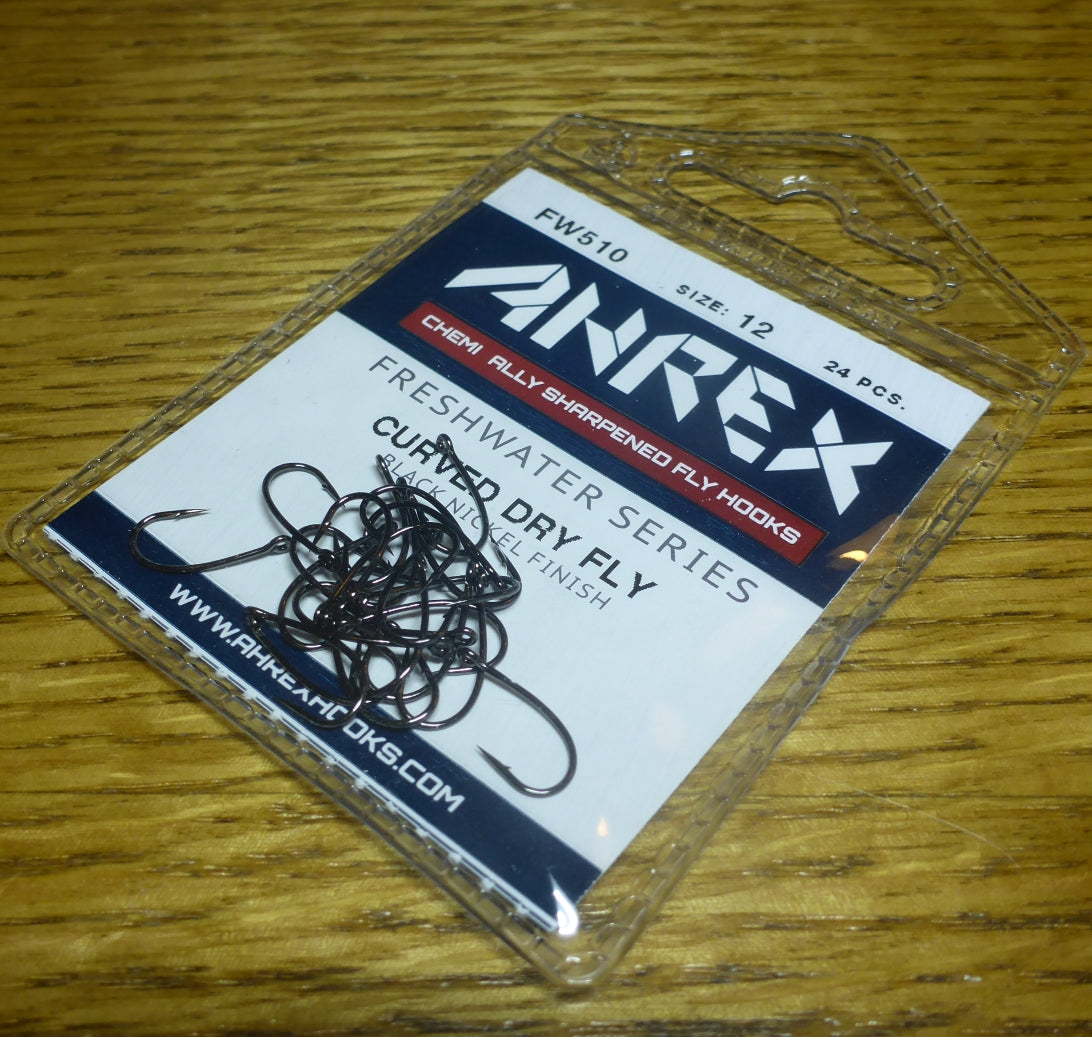 FW510 SIZE: 12 24 PCS.
AHREX
CHEMI ALLY SHARPENED FLY HOOKS
FRESHWATER SERIES
CURVED DRY FLY
BLACK NICKEL FINISH
WWW.AHREXHOOKS.COM